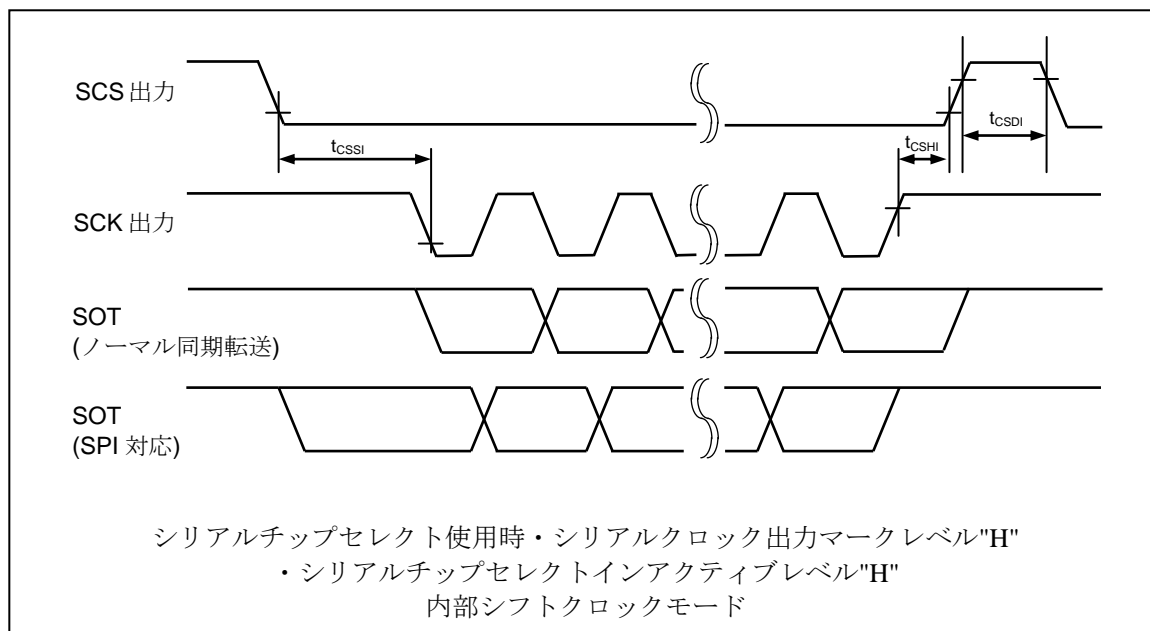 SCS 出力
tCSSI
tCSHI
tCSDI
SCK 出力
SOT
(ノーマル同期転送)
SOT
(SPI 対応)
シリアルチップセレクト使用時・シリアルクロック出力マークレベル"H"
・シリアルチップセレクトインアクティブレベル"H"
内部シフトクロックモード